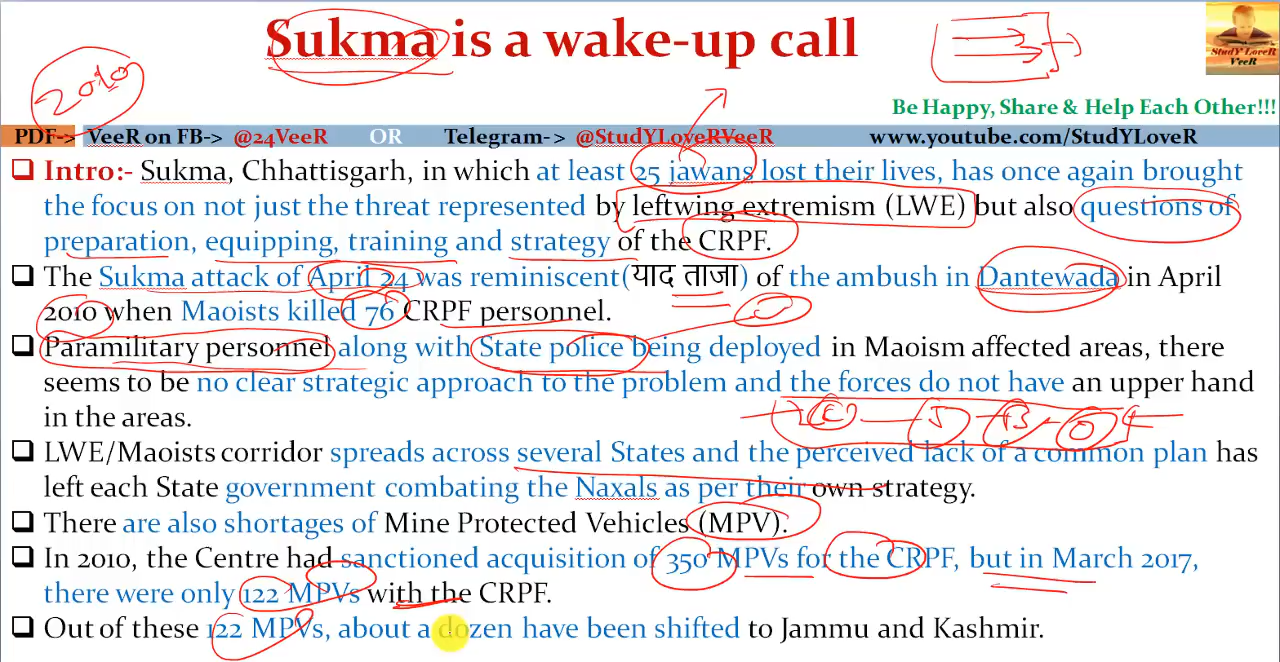 Sukma is a wake-up call
StudY LoveR
VeeR
2010
Be Happy, Share & Help Each Other!!!
PDF-> VeeR on FB-> @24VeeR OR Telegram-> @StudYLoveRVeeR www.youtube.com/StudYLoveR
Intro:- Sukma, Chhattisgarh, in which at least 25 jawans lost their lives, has once again brought
the focus on not just the threat represented by leftwing extremism (LWE) but also questions of
preparation, equipping, training and strategy of the CRPF.
The Sukma attack of April 24 was reminiscent(याद ताजा) of the ambush in Dantewada in April
2010 when Maoists killed 76 CRPF personnel.
Paramilitary personnel along with State police being deployed in Maoism affected areas, there
seems to be no clear strategic approach to the problem and the forces do not have an upper hand
in the areas.
LWE/Maoists corridor spreads across several States and the perceived lack of a common plan has
left each State government combating the Naxals as per their own strategy.
There are also shortages of Mine Protected Vehicles (MPV).
In 2010, the Centre had sanctioned acquisition of 350 MPVs for the CRPF, but in March 2017,
there were only 122 MPVs with the CRPF.
Out of these 122 MPVs, about a dozen have been shifted to Jammu and Kashmir.